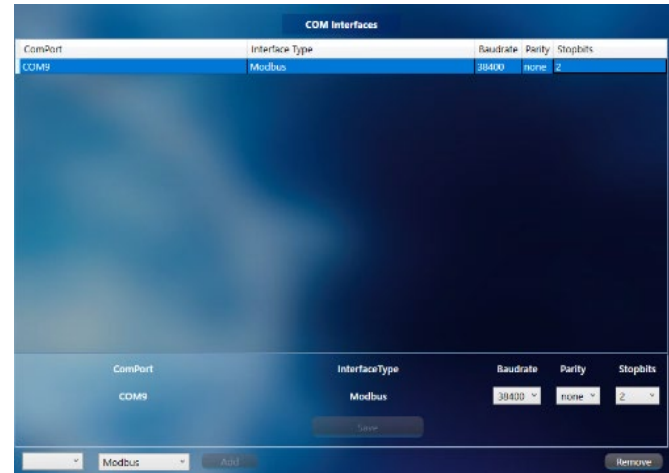 COM Interfaces
ComPort Interface Type Baudrate Parity Stopbits
COM9 Modbus 38400 none 2
ComPort InterfaceType Baudrate Parity Stopbits
COM9 Modbus 38400 none 2
Save
Modbus Add Remove